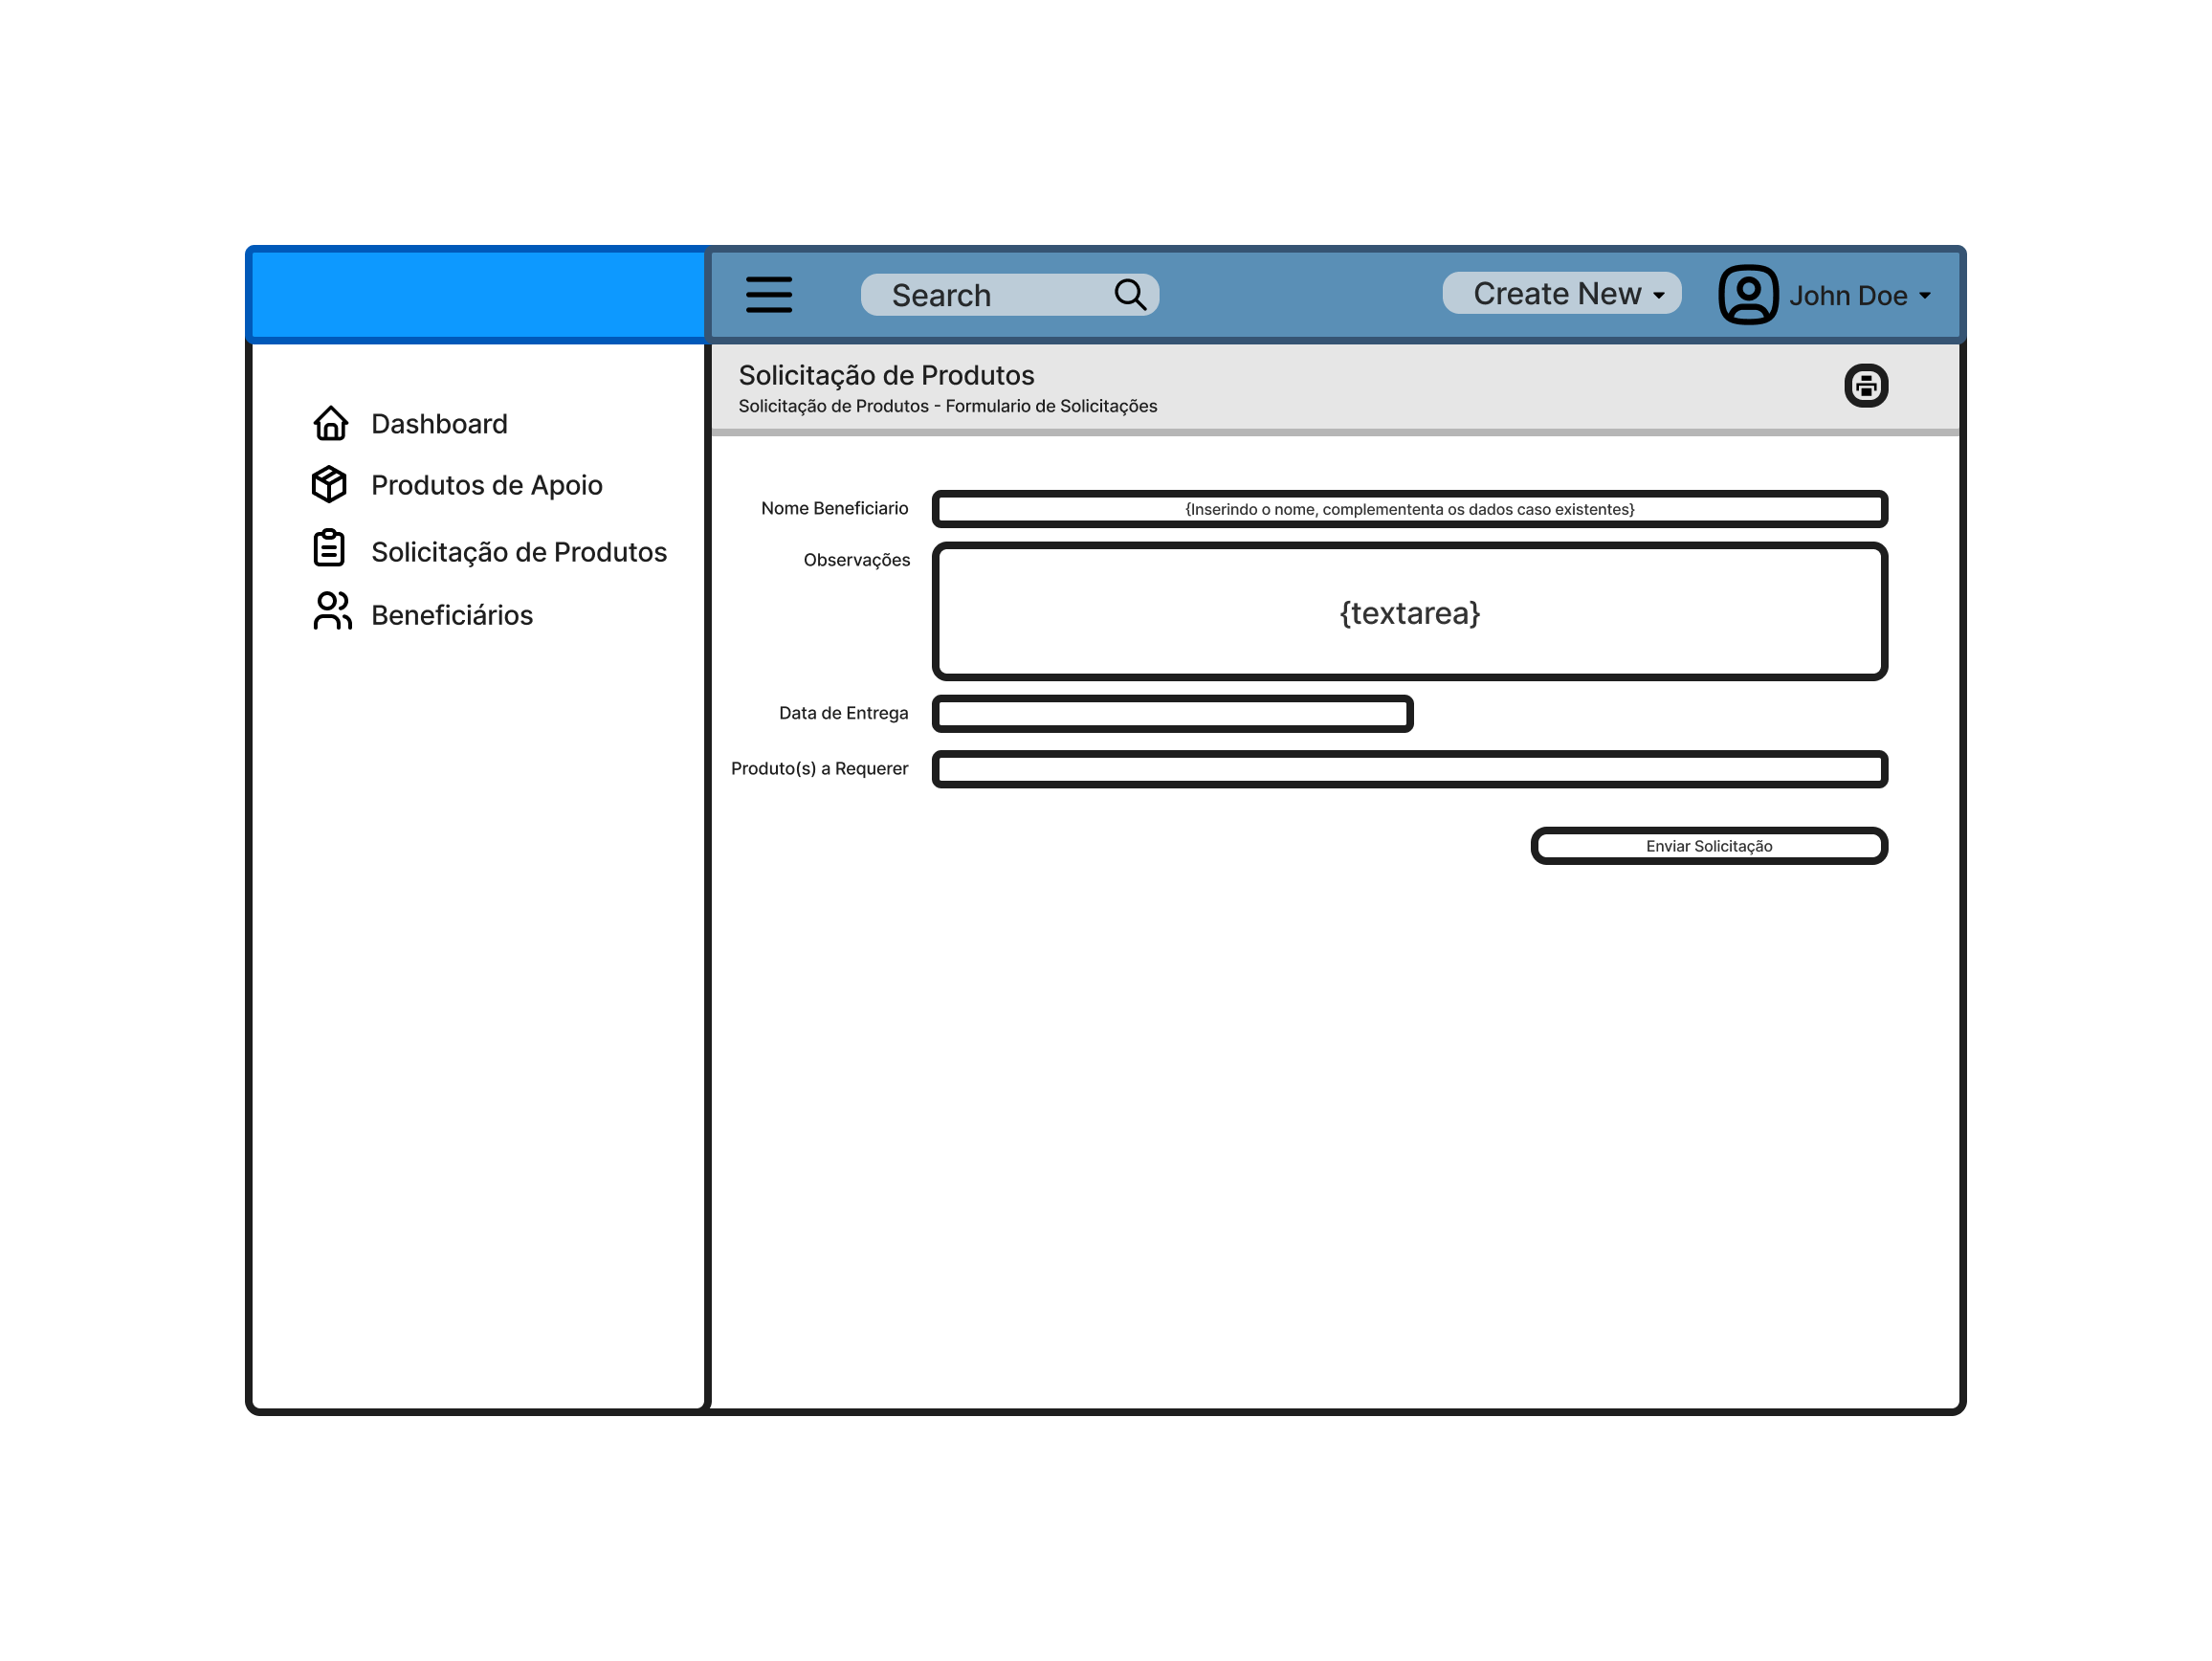 Search
Create New
John Doe
Solicitação de Produtos
Solicitação de Produtos - Formulario de Solicitações
Dashboard
Produtos de Apoio
Solicitação de Produtos
Beneficiários
Nome Beneficiario
{Inserindo o nome, complemententa os dados caso existentes}
Observações
{textarea}
Data de Entrega
Produto(s) a Requerer
Enviar Solicitação